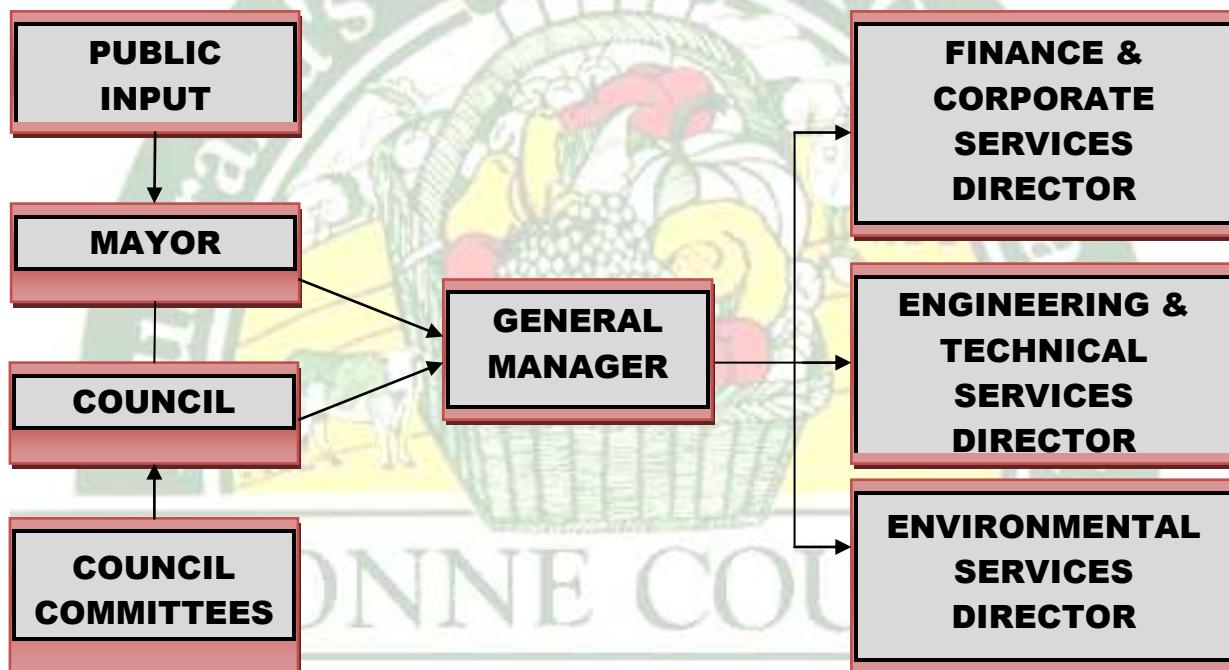 PUBLIC
INPUT
MAYOR
COUNCIL
COUNCIL
COMMITTEES
GENERAL
MANAGER
FINANCE &
CORPORATE
SERVICES
DIRECTOR
ENGINEERING &
TECHNICAL
SERVICES
DIRECTOR
ENVIRONMENTAL
SERVICES
DIRECTOR